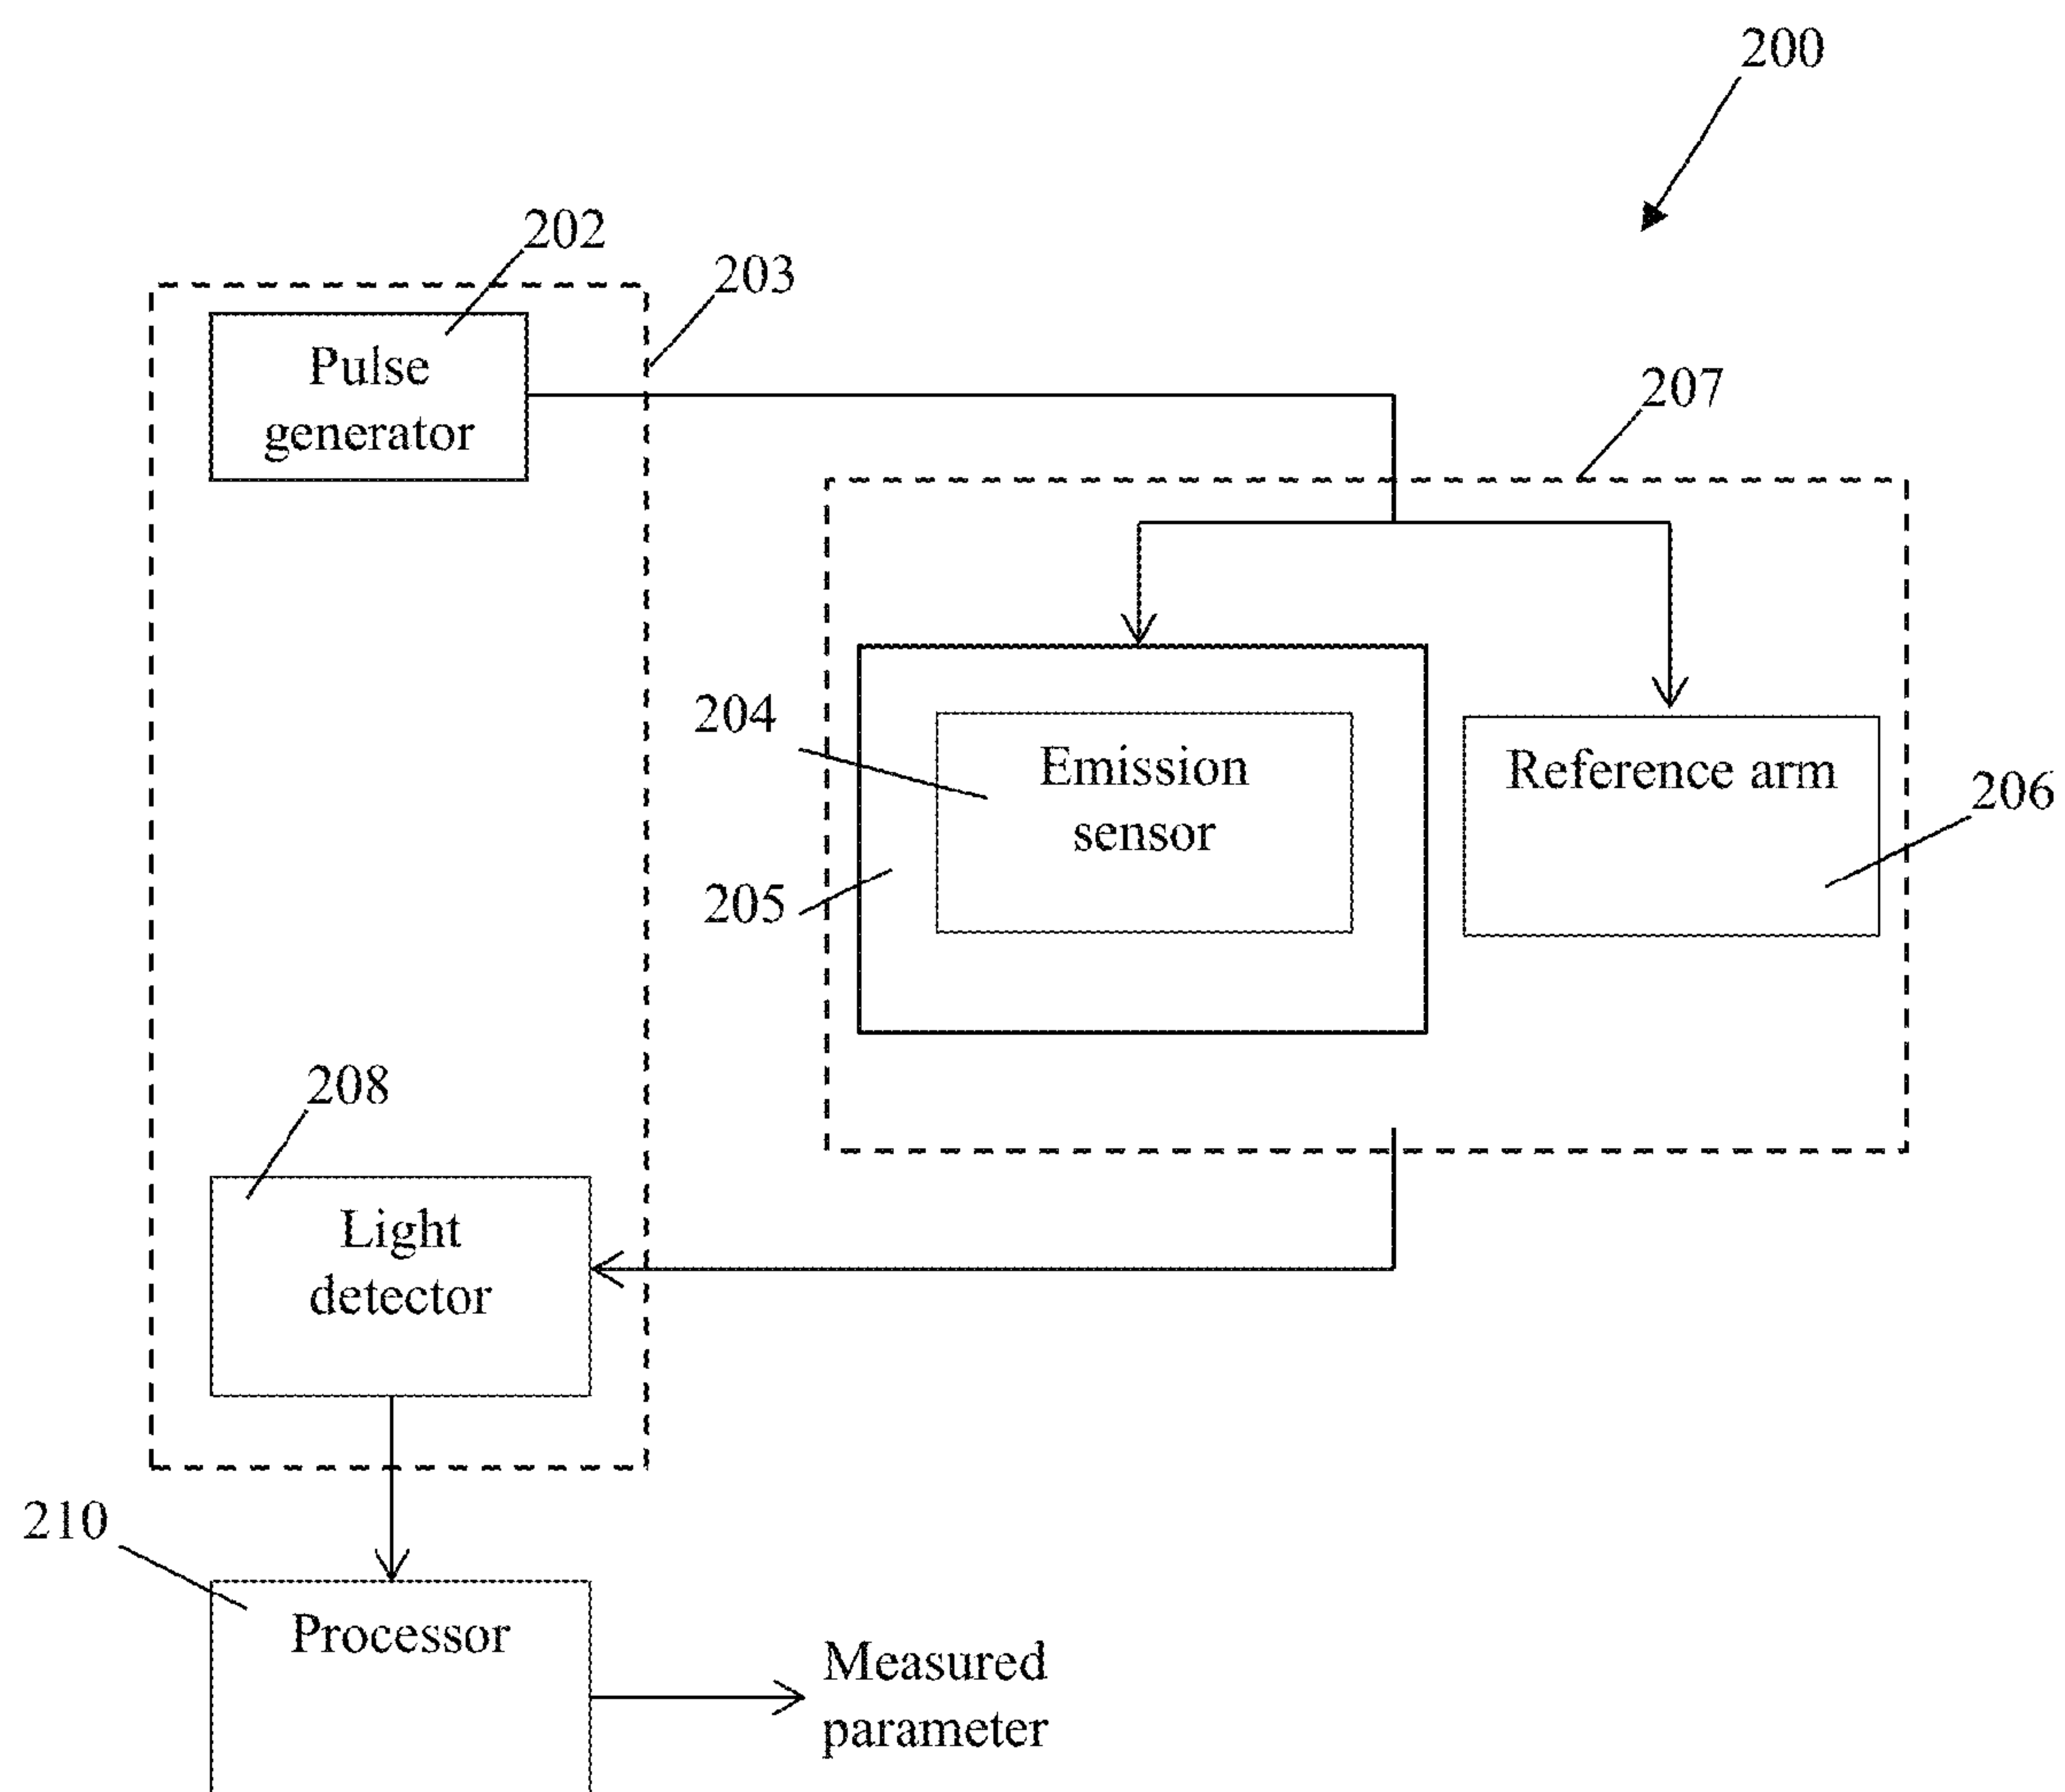 200
202
203
Pulse
generator
207
204
Emission
sensor
Reference arm
206
205
208
Light
detector
210
Processor
Measured
parameter